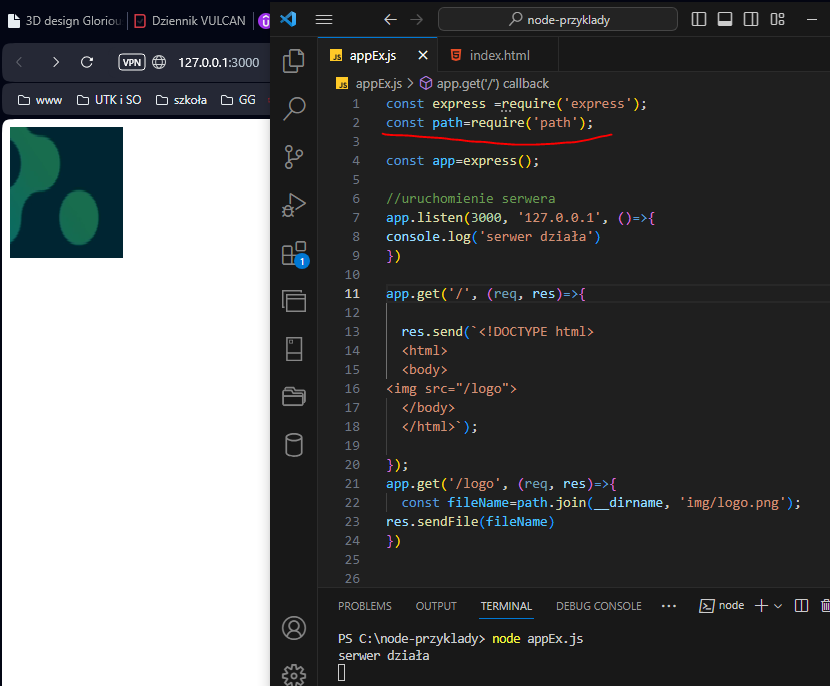 3D design Gloriou
Dziennik VULCAN
node-przyklady
VPN
127.0.0.1:3000
www
UTK i SO
szkoła
GG
JS appEx.js
index.html
JS appEx.js > app.get('/') callback
1 const express =require('express');
2 const path=require('path');
3
4 const app=express();
5
6 //uruchomienie serwera
7 app.listen(3000, '127.0.0.1', ()=>{
8 console.log('serwer działa')
9 })
10
11 app.get('/', (req, res)=>{
12
13 res.send(`<!DOCTYPE html>
14 <html>
15 <body>
16 <img src="/logo">
17 </body>
18 </html>`);
19
20 });
21 app.get('/logo', (req, res)=>{
22 const fileName=path.join(__dirname, 'img/logo.png');
23 res.sendFile(fileName)
24 })
25
26
1
PROBLEMS OUTPUT TERMINAL DEBUG CONSOLE ··· node
PS C:\node-przyklady> node appEx.js
serwer działa